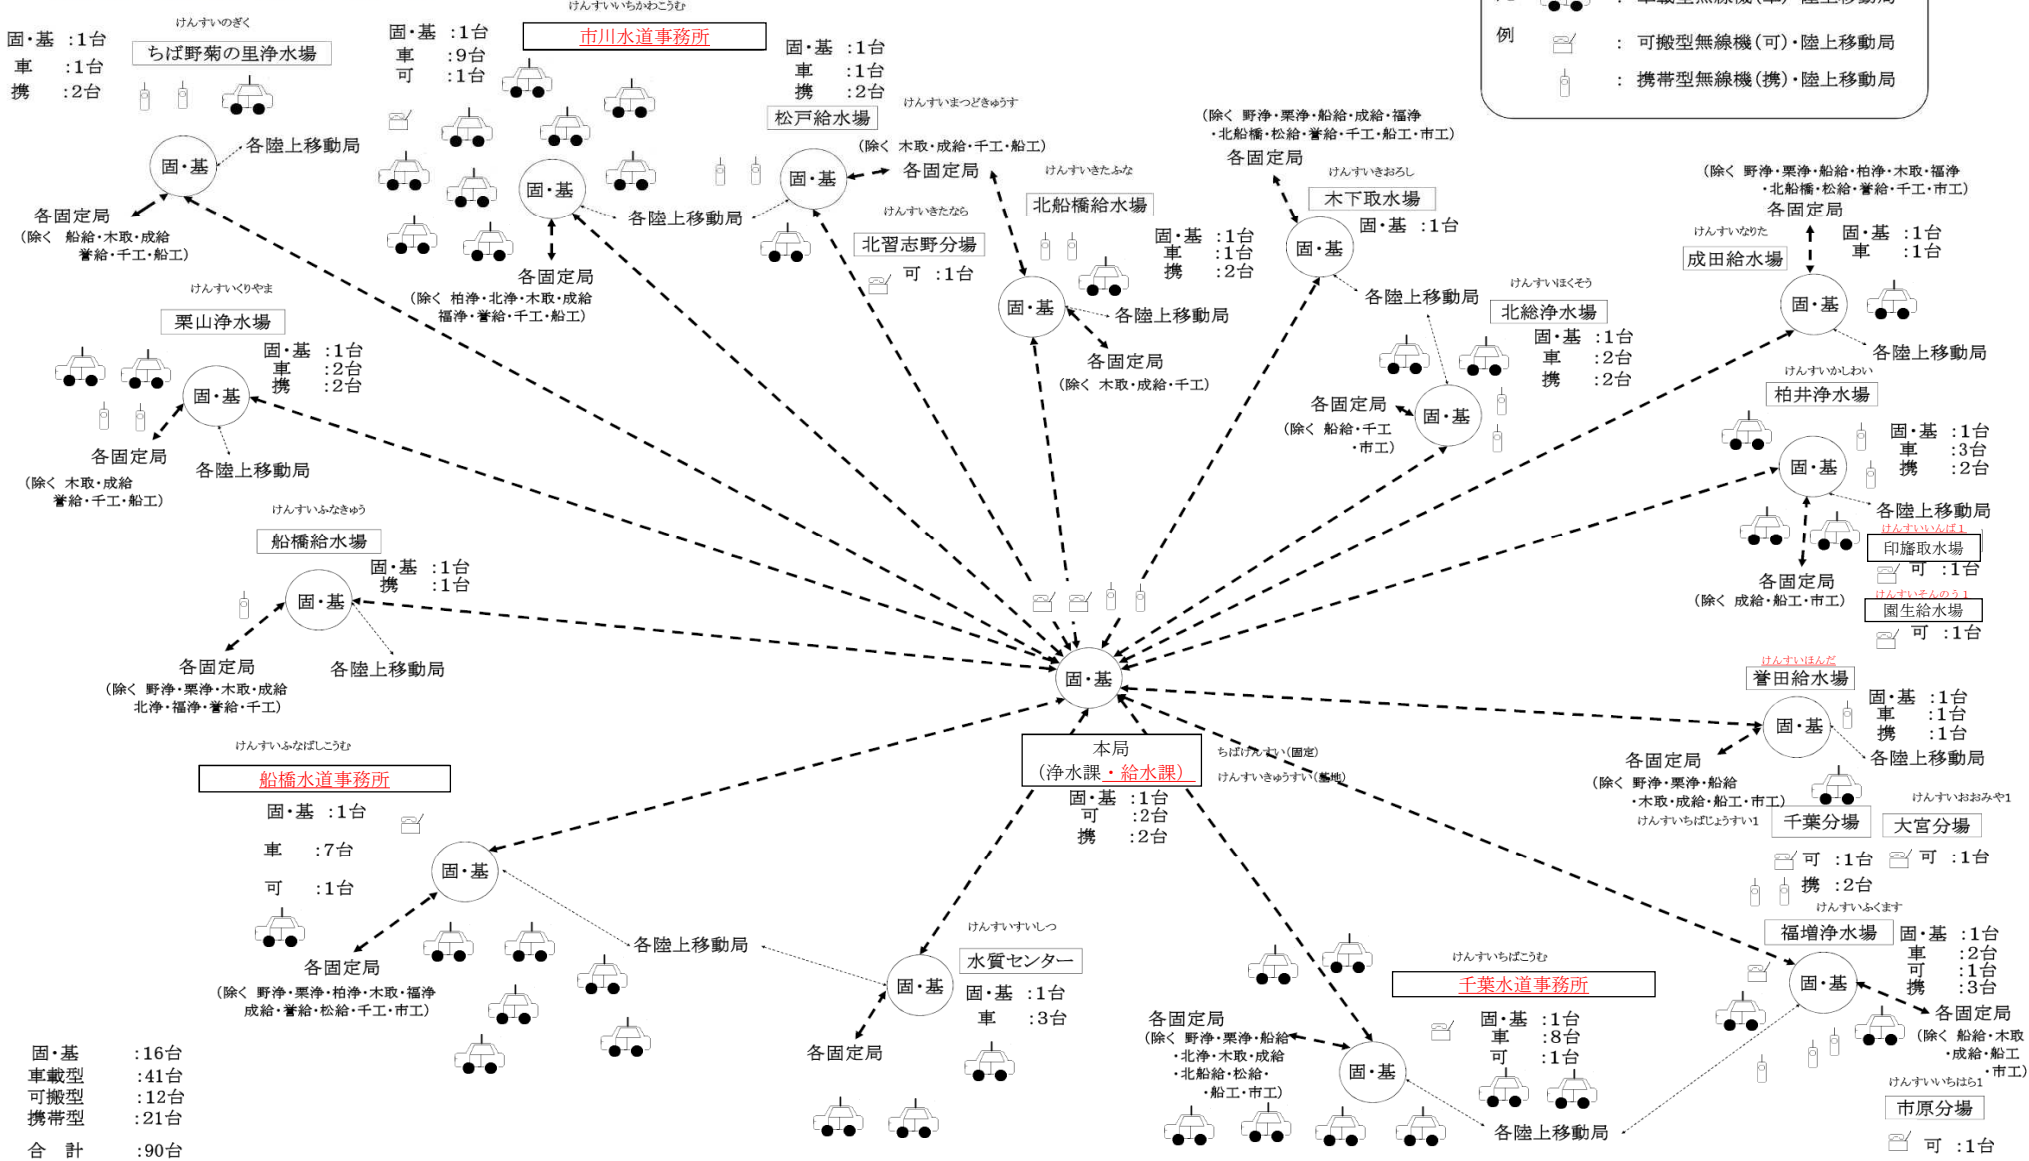 けんすいのぎく
固・基 :1台
車 :1台
携 :2台
ちば野菊の里浄水場
固・基
各陸上移動局
各固定局
(除く 船給・木取・成給
誉給・千工・船工)
けんすいいちかわこうむ
固・基 :1台
車 :9台
可 :1台
市川水道事務所
固・基
各陸上移動局
各固定局
(除く 柏浄・北浄・木取・成給
福浄・誉給・千工・船工)
固・基 :1台
車 :1台
携 :2台
松戸給水場
けんすいまつどきゅうす
固・基
(除く 木取・成給・千工・船工)
各固定局
けんすいきたなら
北習志野分場
可 :1台
けんすいきたふな
北船橋給水場
固・基 :1台
車 :1台
携 :2台
固・基
各陸上移動局
各固定局
(除く 木取・成給・千工)
(除く 野浄・栗浄・船給・成給・福浄
・北船橋・松給・誉給・千工・船工・市工)
各固定局
けんすいきおろし
木下取水場
固・基 :1台
固・基
各陸上移動局
けんすいほくそう
北総浄水場
固・基 :1台
車 :2台
携 :2台
固・基
各固定局
(除く 船給・千工
・市工)
例
: 可搬型無線機(可)・陸上移動局
: 携帯型無線機(携)・陸上移動局
(除く 野浄・栗浄・船給・柏浄・木取・福浄
・北船橋・松給・誉給・千工・市工)
各固定局
けんすいなりた
成田給水場
固・基 :1台
車 :1台
固・基
各陸上移動局
けんすいかしわい
柏井浄水場
固・基 :1台
車 :3台
携 :2台
固・基
各陸上移動局
各固定局
(除く 成給・船工・市工)
けんすいいんば1
印旛取水場
可 :1台
けんすいそんのう1
園生給水場
可 :1台
けんすいくりやま
栗山浄水場
固・基 :1台
車 :2台
携 :2台
固・基
各固定局
(除く 木取・成給
誉給・千工・船工)
各陸上移動局
けんすいふなきゅう
船橋給水場
固・基 :1台
携 :1台
固・基
各固定局
(除く 野浄・栗浄・木取・成給
北浄・福浄・誉給・千工)
各陸上移動局
固・基
本局
(浄水課・給水課)
ちばけんすい(固定)
けんすいきゅうすい(基地)
固・基 :1台
可 :2台
携 :2台
けんすいほんだ
誉田給水場
固・基 :1台
車 :1台
携 :1台
固・基
各陸上移動局
各固定局
(除く 野浄・栗浄・船給
・木取・成給・船工・市工)
けんすいちばじょうすい1
千葉分場
可 :1台
携 :2台
けんすいおおみや1
大宮分場
可 :1台
けんすいふなばしこうむ
船橋水道事務所
固・基 :1台
車 :7台
可 :1台
固・基
各固定局
(除く 野浄・栗浄・柏浄・木取・福浄
成給・誉給・松給・千工・市工)
各陸上移動局
けんすいすいしつ
水質センター
固・基 :1台
車 :3台
固・基
各固定局
けんすいちばこうむ
千葉水道事務所
固・基 :1台
車 :8台
可 :1台
固・基
各固定局
(除く 野浄・栗浄・船給
・北浄・木取・成給
・北船給・松給・
・船工・市工)
各陸上移動局
けんすいふくます
福増浄水場
固・基 :1台
車 :2台
可 :1台
携 :3台
固・基
各固定局
(除く 船給・木取
・成給・船工
・市工)
けんすいいちはら1
市原分場
可 :1台
固・基 :16台
車載型 :41台
可搬型 :12台
携帯型 :21台
合 計 :90台